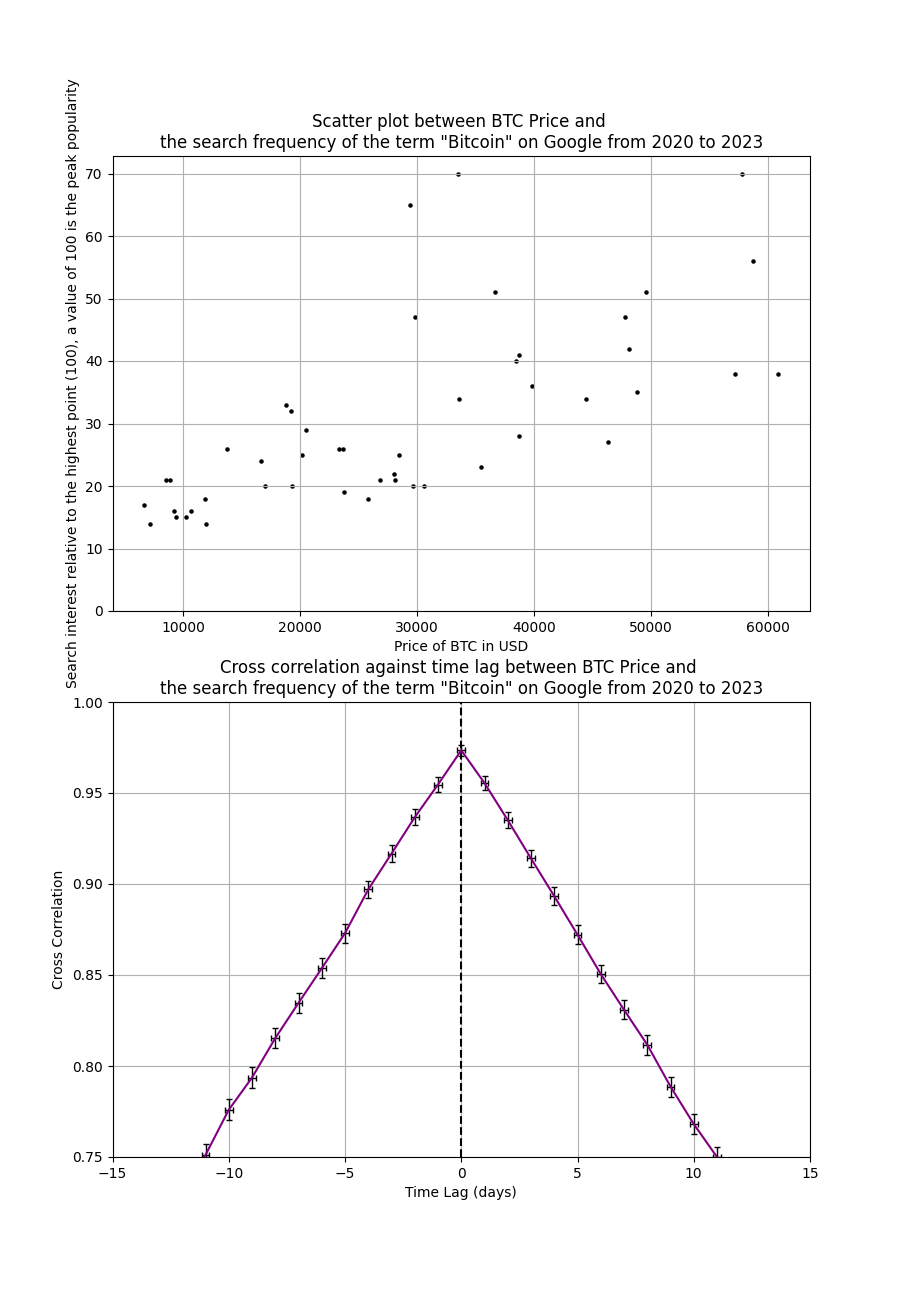 Scatter plot between BTC Price and
the search frequency of the term "Bitcoin" on Google from 2020 to 2023
Search interest relative to the highest point (100), a value of 100 is the peak popularity
70
60
50
40
30
20
10
0
10000 20000 30000 40000 50000 60000
Price of BTC in USD
Cross correlation against time lag between BTC Price and
the search frequency of the term "Bitcoin" on Google from 2020 to 2023
Cross Correlation
1.00
0.95
0.90
0.85
0.80
0.75
−15 −10 −5 0 5 10 15
Time Lag (days)